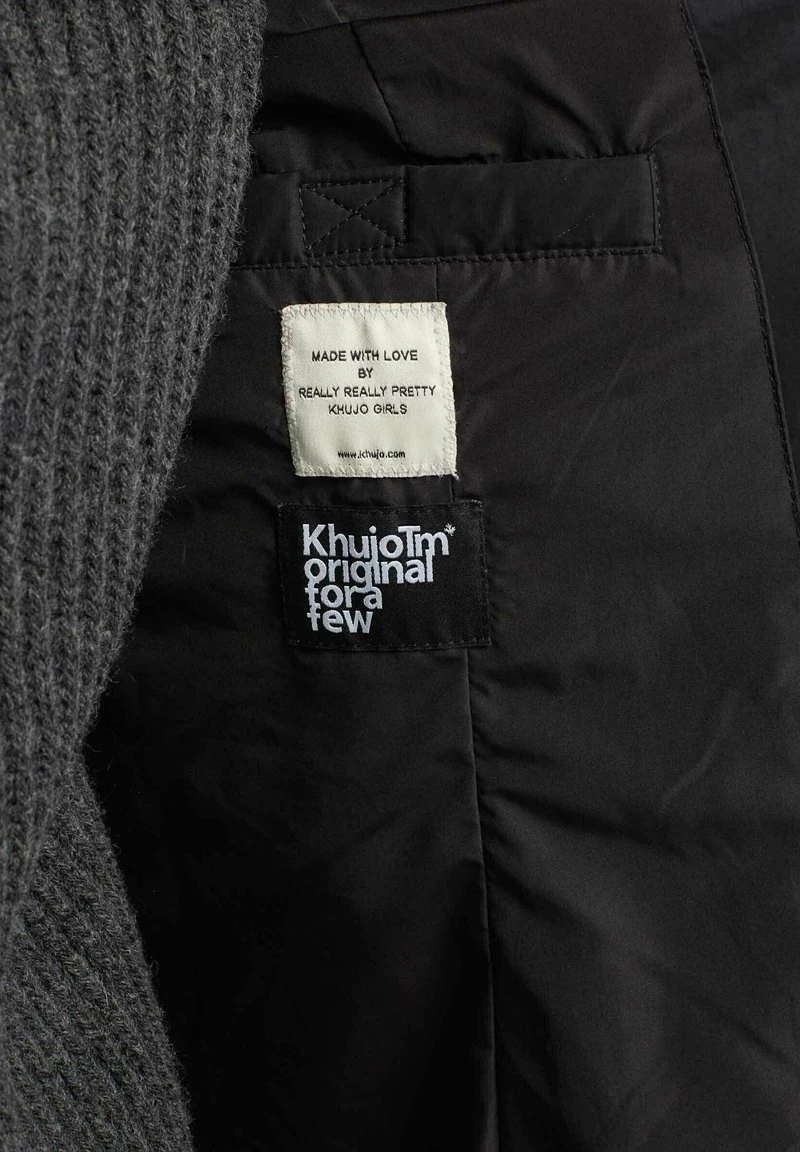 MADE WITH LOVE
BY
REALLY REALLY PRETTY
KHUJO GIRLS
www.khujo.com
KhujoTm*
original
for a
few